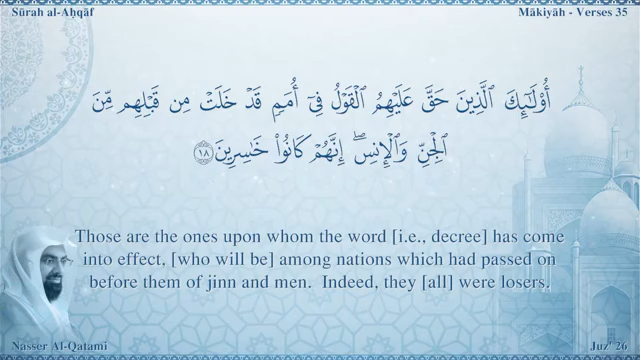 Sūrah al-Aḥqāf
Mākiyāh - Verses 35
أُو۟لَـٰٓئِكَ ٱلَّذِينَ حَقَّ عَلَيْهِمُ ٱلْقَوْلُ فِىٓ أُمَمٍ قَدْ خَلَتْ مِن قَبْلِهِم مِّنَ
ٱلْجِنِّ وَٱلْإِنسِ ۖ إِنَّهُمْ كَانُوا۟ خَـٰسِرِينَ ١٨
Those are the ones upon whom the word [i.e., decree] has come
into effect, [who will be] among nations which had passed on
before them of jinn and men.  Indeed, they [all] were losers.
Nasser Al-Qatami
Juz' 26